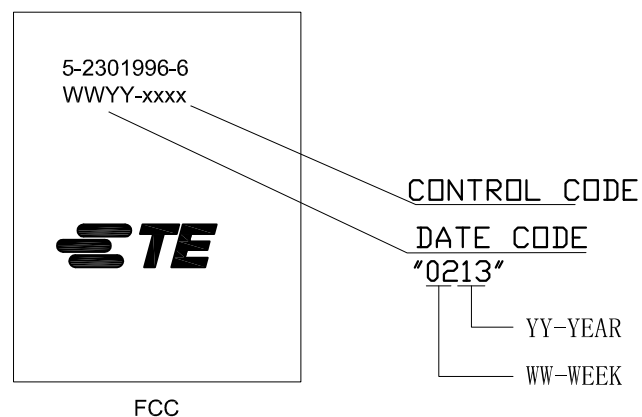 5-2301996-6
WWYY-xxxx
CONTROL CODE
DATE CODE
"0213"
TE
YY-YEAR
WW-WEEK
FCC